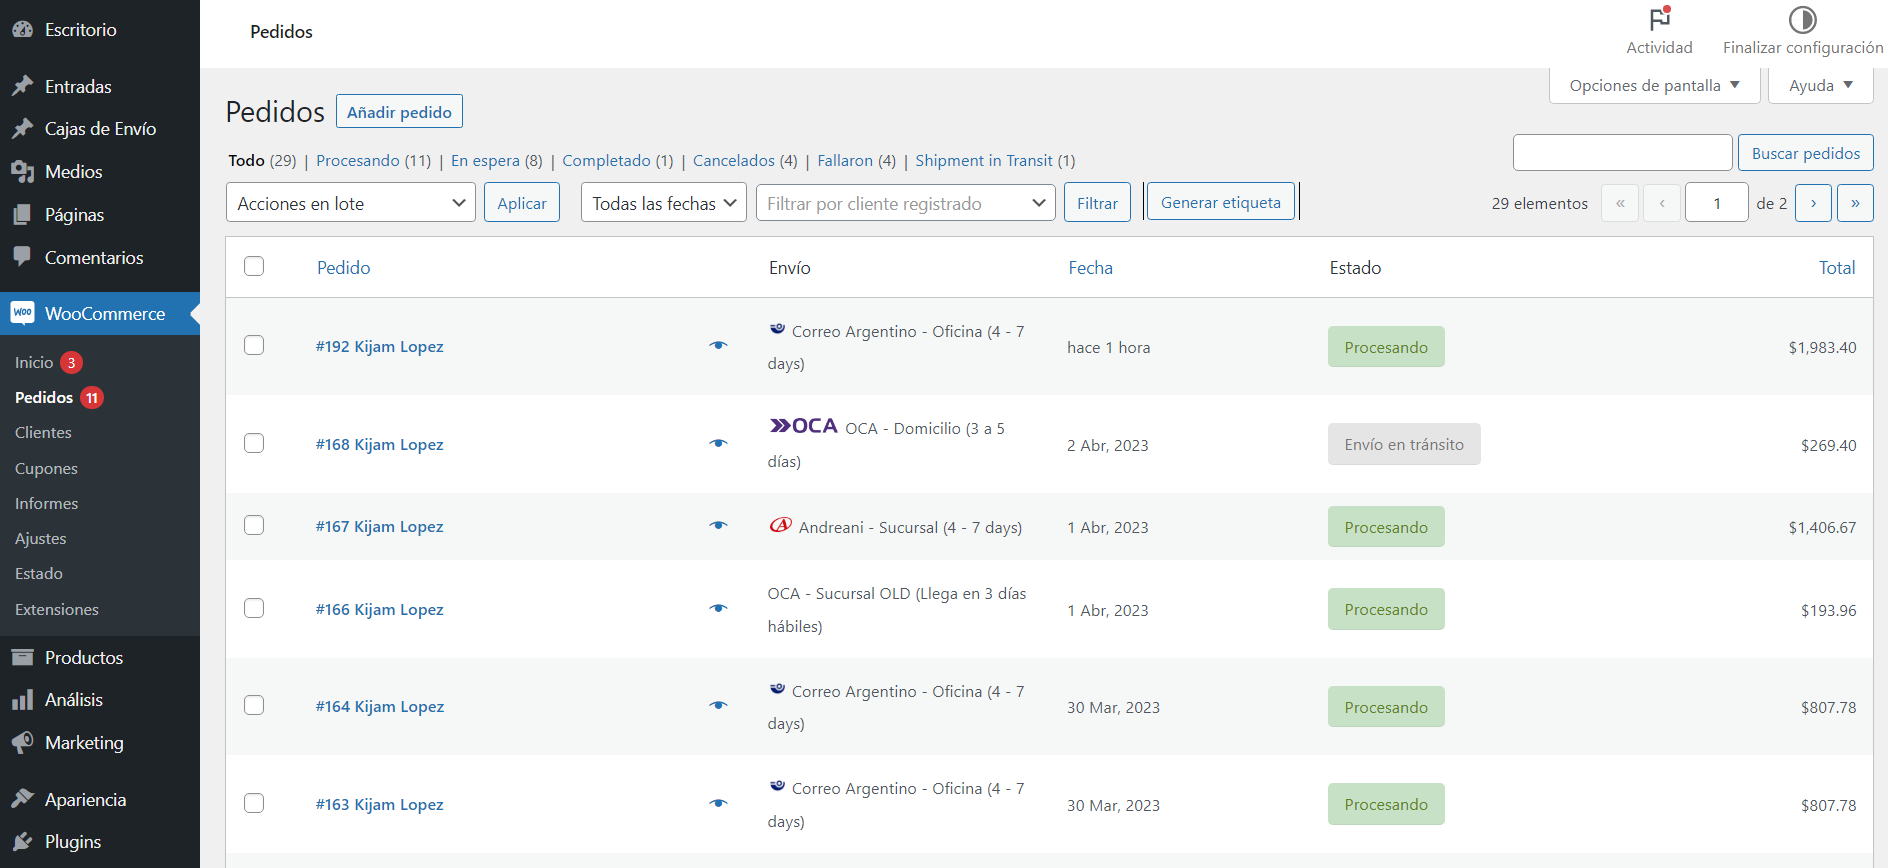 Escritorio
Entradas
Cajas de Envío
Medios
Páginas
Comentarios
WooCommerce
Inicio 3
Pedidos 11
Clientes
Cupones
Informes
Ajustes
Estado
Extensiones
Productos
Análisis
Marketing
Apariencia
Plugins
Pedidos
Actividad
Finalizar configuración
Opciones de pantalla
Ayuda
Pedidos Añadir pedido
Todo (29) | Procesando (11) | En espera (8) | Completado (1) | Cancelados (4) | Fallaron (4) | Shipment in Transit (1)
Buscar pedidos
Acciones en lote Aplicar Todas las fechas Filtrar por cliente registrado Filtrar Generar etiqueta 29 elementos « ‹ 1 de 2 › »
Pedido Envío Fecha Estado Total
#192 Kijam Lopez Correo Argentino - Oficina (4 - 7
days) hace 1 hora Procesando $1,983.40
#168 Kijam Lopez OCA OCA - Domicilio (3 a 5
días) 2 Abr, 2023 Envío en tránsito $269.40
#167 Kijam Lopez Andreani - Sucursal (4 - 7 days) 1 Abr, 2023 Procesando $1,406.67
#166 Kijam Lopez OCA - Sucursal OLD (Llega en 3 días
hábiles) 1 Abr, 2023 Procesando $193.96
#164 Kijam Lopez Correo Argentino - Oficina (4 - 7
days) 30 Mar, 2023 Procesando $807.78
#163 Kijam Lopez Correo Argentino - Oficina (4 - 7
days) 30 Mar, 2023 Procesando $807.78